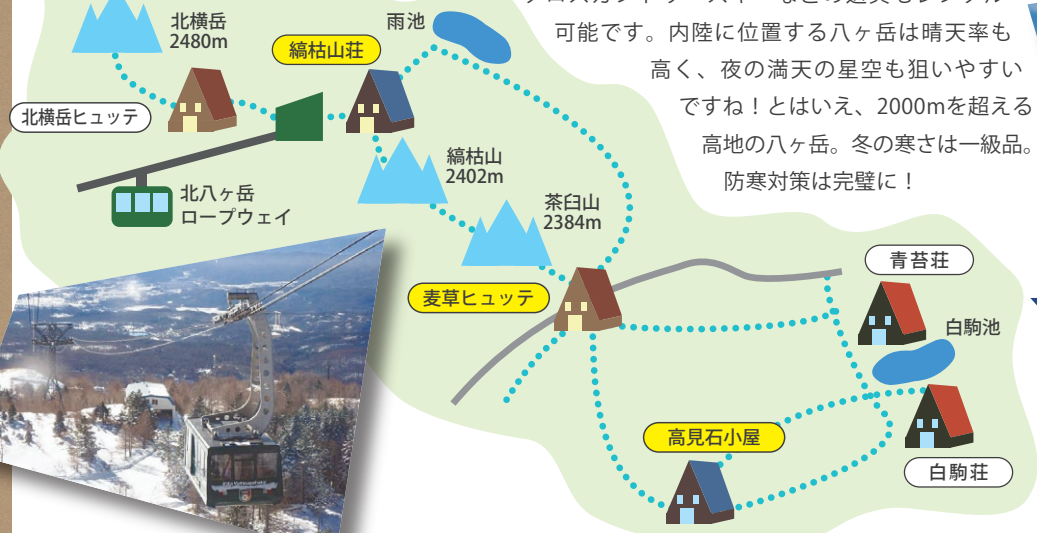 可能です。内陸に位置する八ヶ岳は晴天率も
高く、夜の満天の星空も狙いやすい
ですね！とはいえ、2000mを超える
高地の八ヶ岳。冬の寒さは一級品。
防寒対策は完璧に！
北横岳
2480m
縞枯山荘
雨池
北横岳ヒュッテ
縞枯山
2402m
北八ヶ岳
ロープウェイ
茶臼山
2384m
麦草ヒュッテ
青苔荘
白駒池
高見石小屋
白駒荘